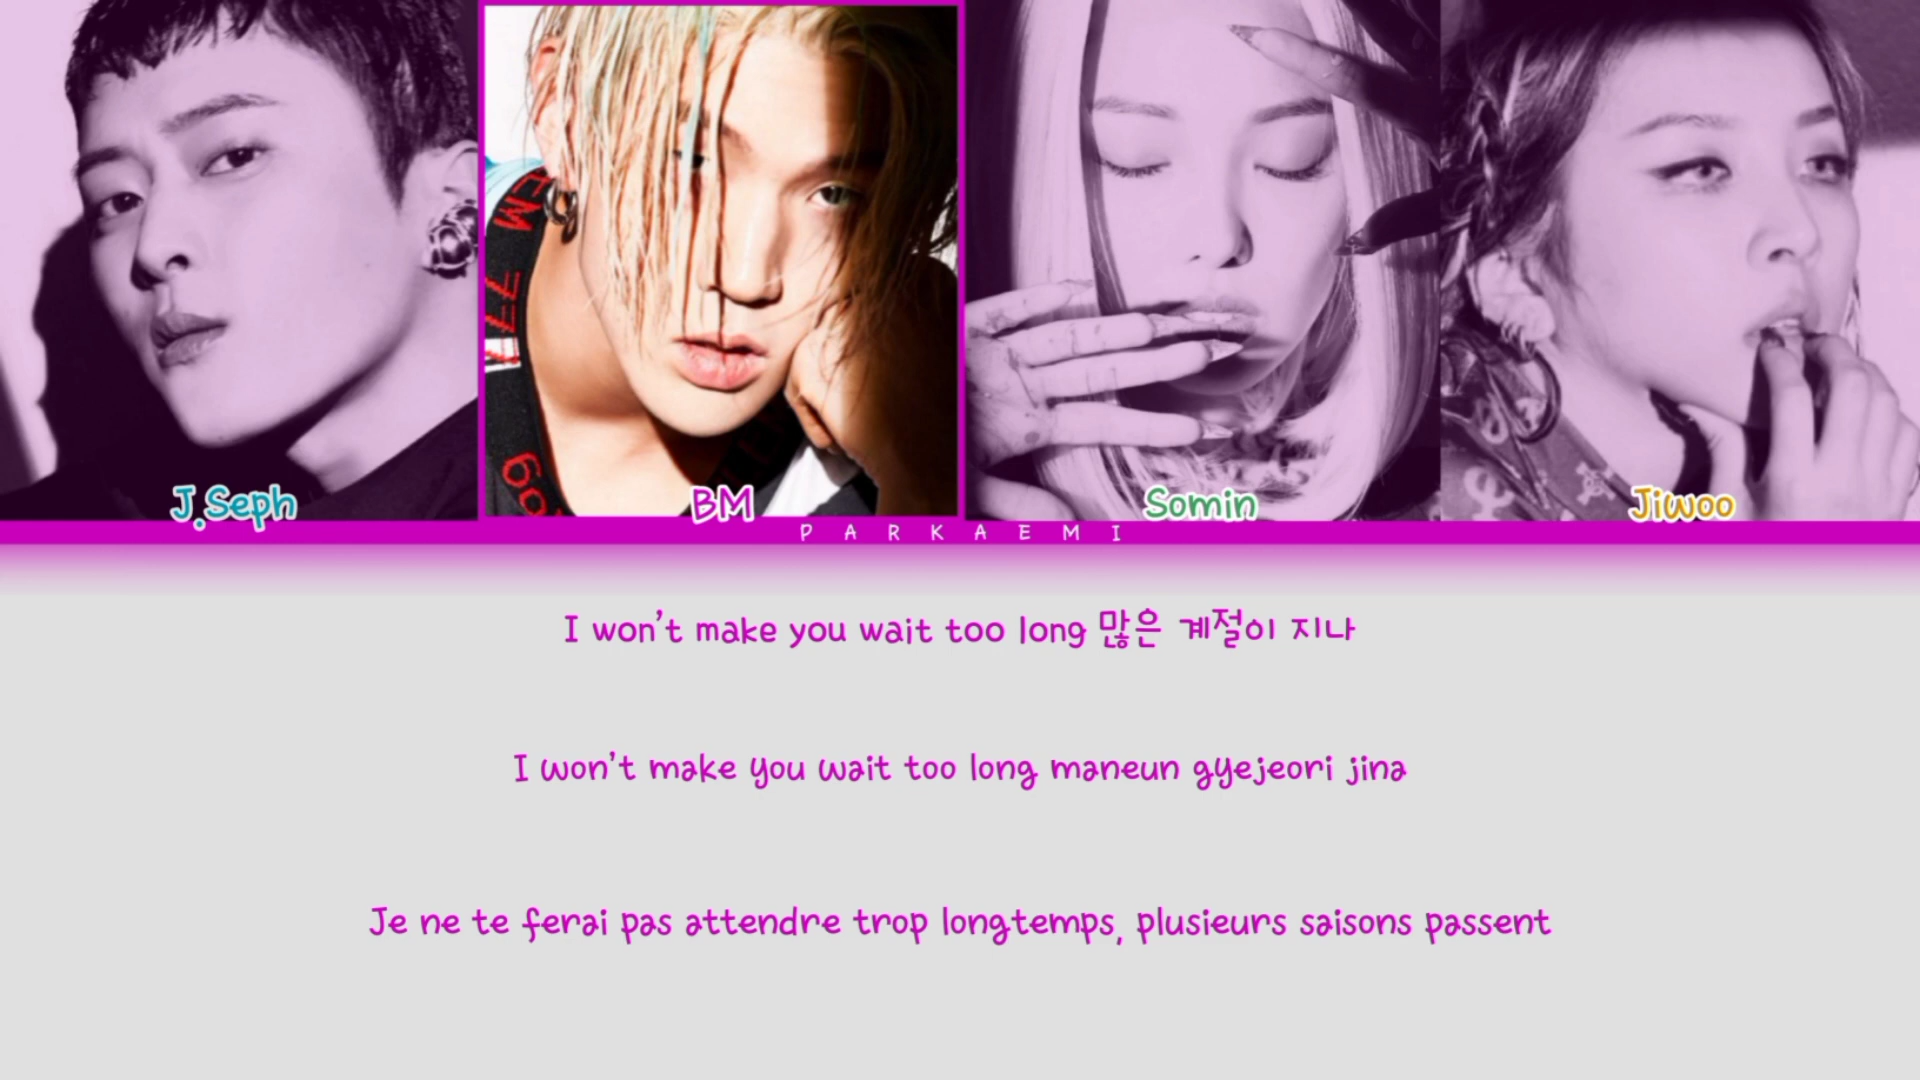 EM 777
J.Seph
BM
Somin
Jiwoo
PARKAEMI
I won't make you wait too long 많은 계절이 지나
I won't make you wait too long maneun gyejeori jina
Je ne te ferai pas attendre trop longtemps, plusieurs saisons passent